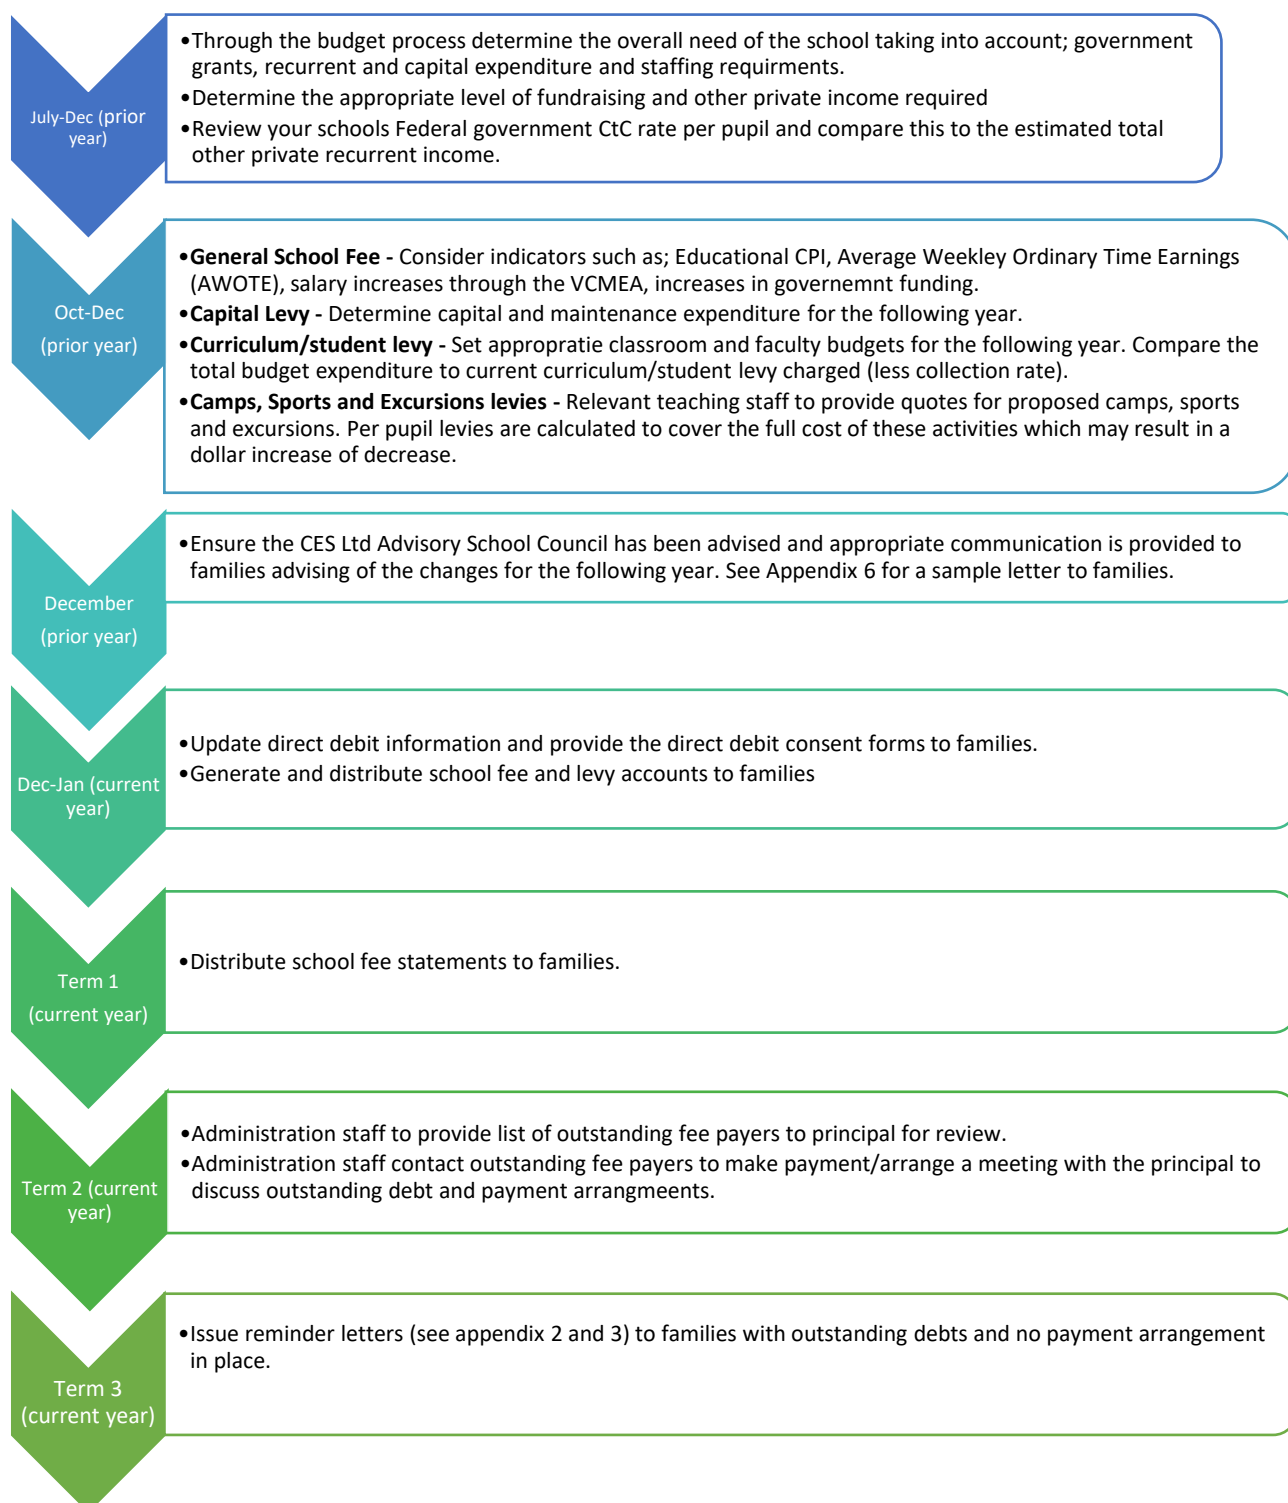 July-Dec (prior
year)
•Through the budget process determine the overall need of the school taking into account; government
grants, recurrent and capital expenditure and staffing requirments.
•Determine the appropriate level of fundraising and other private income required
•Review your schools Federal government CtC rate per pupil and compare this to the estimated total
other private recurrent income.
Oct-Dec
(prior year)
•General School Fee - Consider indicators such as; Educational CPI, Average Weekley Ordinary Time Earnings
(AWOTE), salary increases through the VCMEA, increases in governemnt funding.
•Capital Levy - Determine capital and maintenance expenditure for the following year.
•Curriculum/student levy - Set appropratie classroom and faculty budgets for the following year. Compare the
total budget expenditure to current curriculum/student levy charged (less collection rate).
•Camps, Sports and Excursions levies - Relevant teaching staff to provide quotes for proposed camps, sports
and excursions. Per pupil levies are calculated to cover the full cost of these activities which may result in a
dollar increase of decrease.
December
(prior year)
•Ensure the CES Ltd Advisory School Council has been advised and appropriate communication is provided to
families advising of the changes for the following year. See Appendix 6 for a sample letter to families.
Dec-Jan (current
year)
•Update direct debit information and provide the direct debit consent forms to families.
•Generate and distribute school fee and levy accounts to families
Term 1
(current year)
•Distribute school fee statements to families.
Term 2 (current
year)
•Administration staff to provide list of outstanding fee payers to principal for review.
•Administration staff contact outstanding fee payers to make payment/arrange a meeting with the principal to
discuss outstanding debt and payment arrangmeents.
Term 3
(current year)
•Issue reminder letters (see appendix 2 and 3) to families with outstanding debts and no payment arrangement
in place.